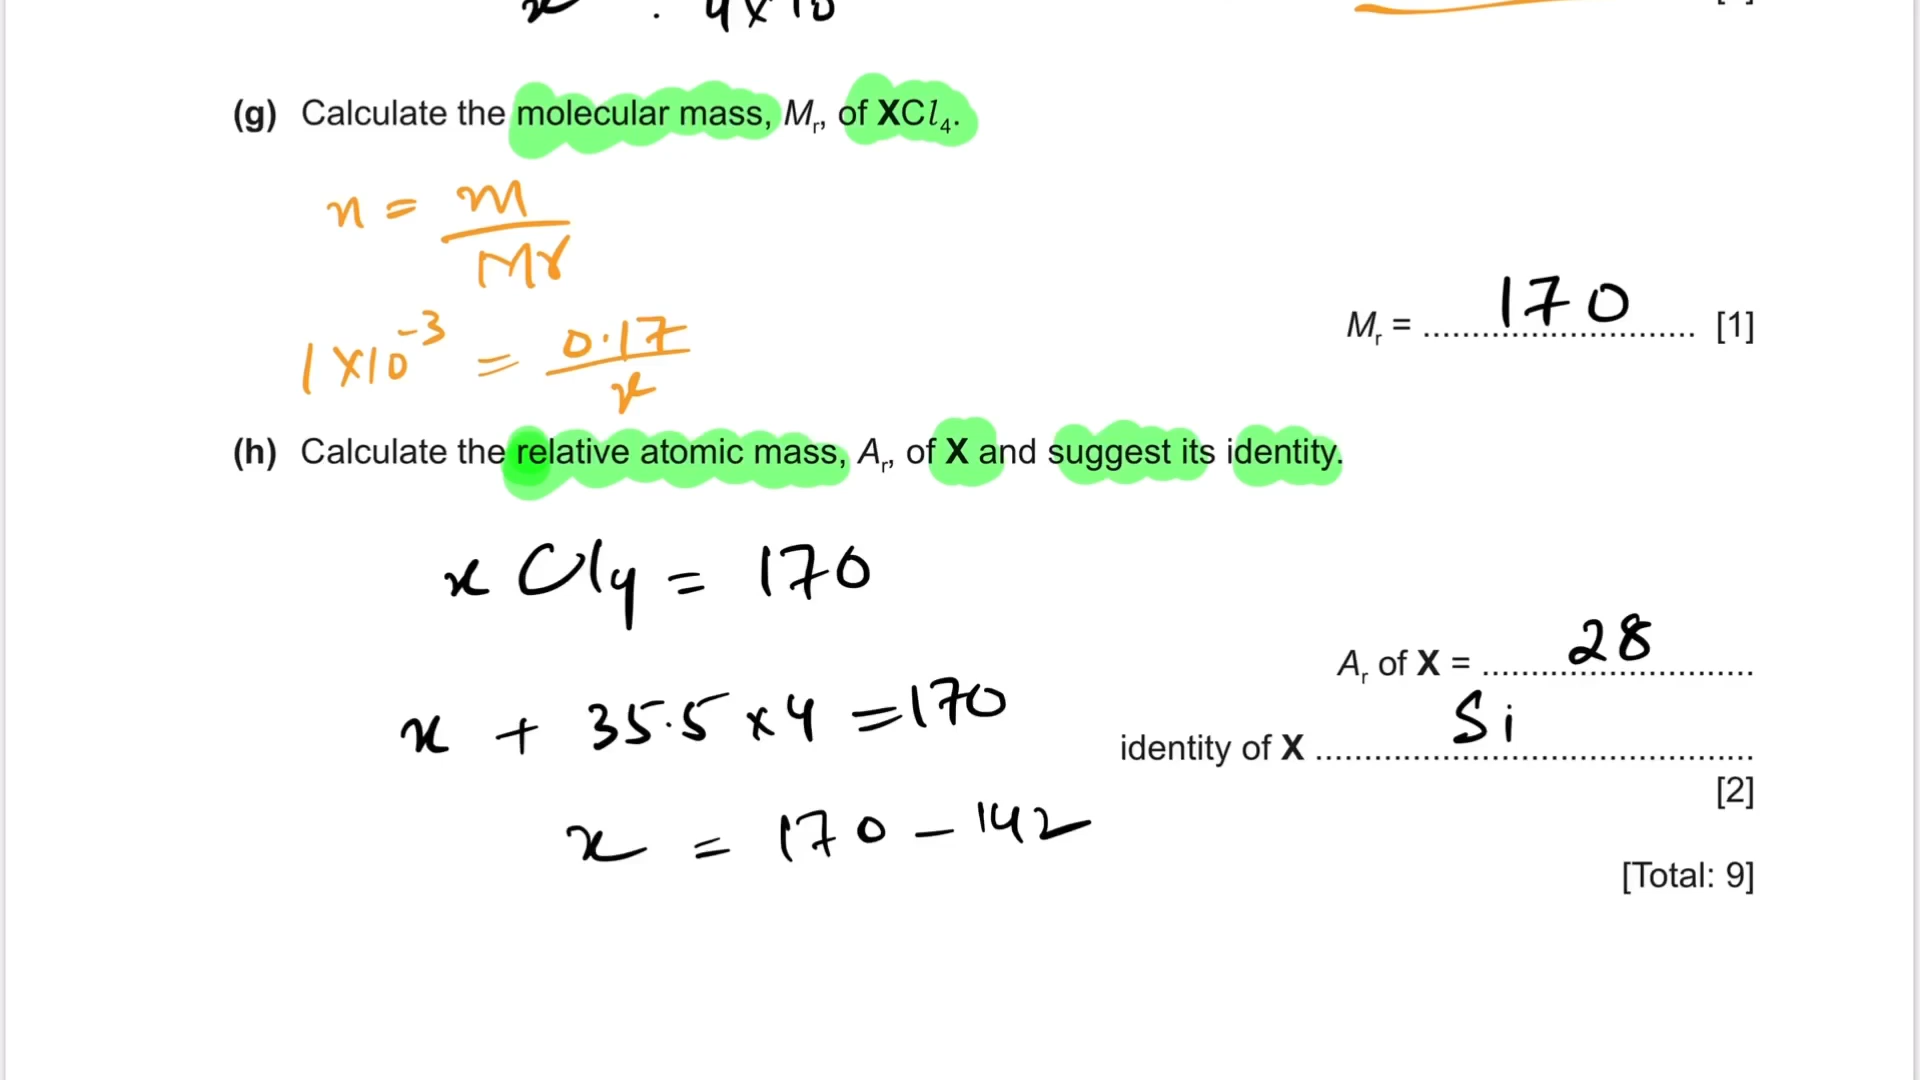 x : 4x10
(g) Calculate the molecular mass, Mr, of XCl4.
n = m
Mr
1 x 10-3 = 0.17
x
Mr = 170 [1]
(h) Calculate the relative atomic mass, Ar, of X and suggest its identity.
x Cl4 = 170
x + 35.5 x 4 = 170
x = 170 - 142
Ar of X = 28
identity of X Si
[2]
[Total: 9]